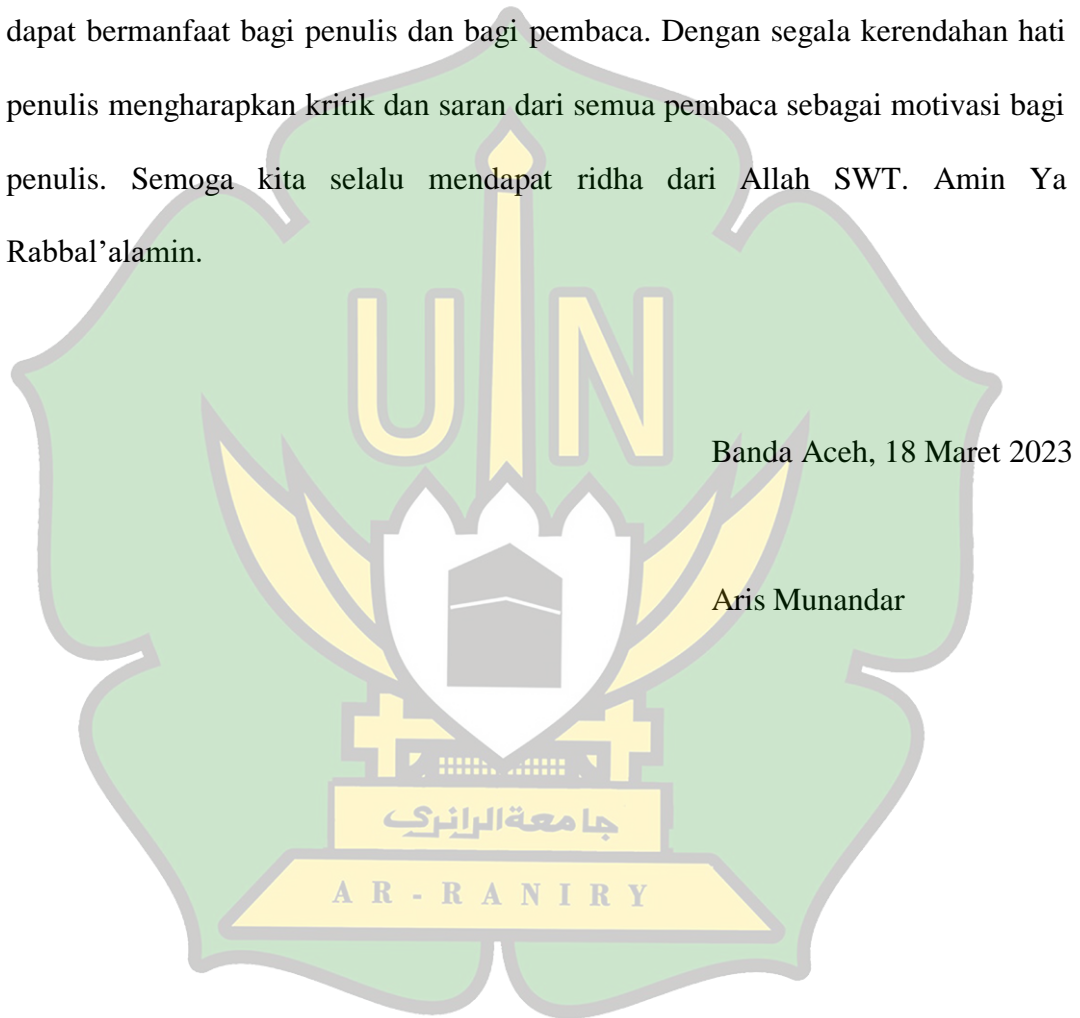 dapat bermanfaat bagi penulis dan bagi pembaca. Dengan segala kerendahan hati
penulis mengharapkan kritik dan saran dari semua pembaca sebagai motivasi bagi
penulis. Semoga kita selalu mendapat ridha dari Allah SWT. Amin Ya
Rabbal’alamin.
UIN
Banda Aceh, 18 Maret 2023
Aris Munandar
جامعة الرانري
AR-RANIRY